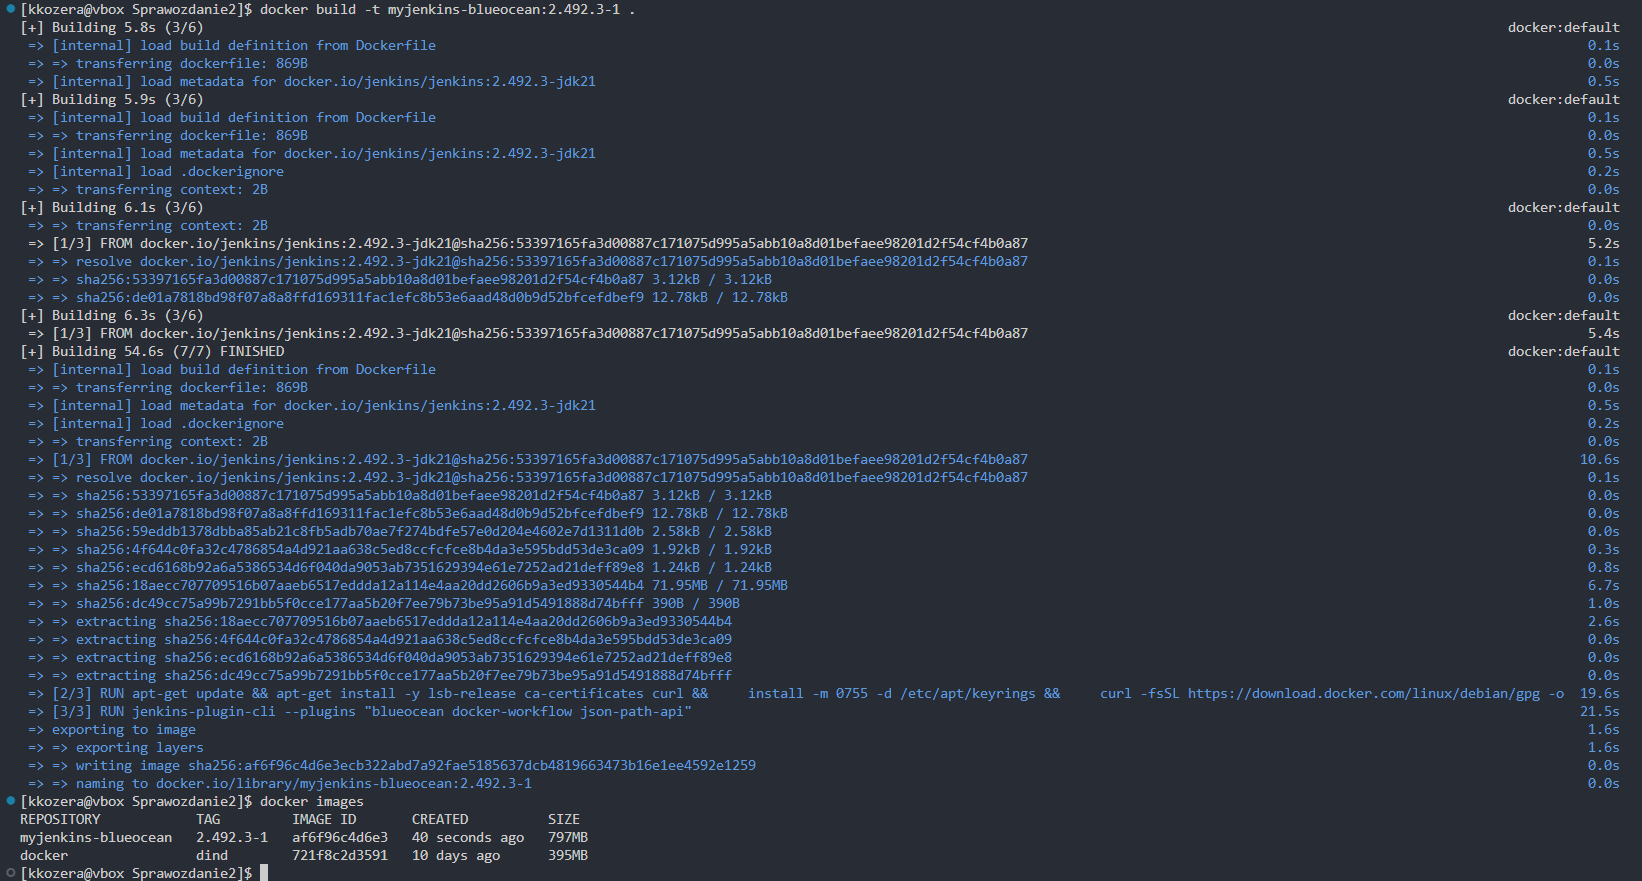 [kkozera@vbox Sprawozdanie2]$ docker build -t myjenkins-blueocean:2.492.3-1 .
[+] Building 5.8s (3/6) docker:default
=> [internal] load build definition from Dockerfile 0.1s
=> => transferring dockerfile: 869B 0.0s
=> [internal] load metadata for docker.io/jenkins/jenkins:2.492.3-jdk21 0.5s
[+] Building 5.9s (3/6) docker:default
=> [internal] load build definition from Dockerfile 0.1s
=> => transferring dockerfile: 869B 0.0s
=> [internal] load metadata for docker.io/jenkins/jenkins:2.492.3-jdk21 0.5s
=> [internal] load .dockerignore 0.2s
=> => transferring context: 2B 0.0s
[+] Building 6.1s (3/6) docker:default
=> => transferring context: 2B 0.0s
=> [1/3] FROM docker.io/jenkins/jenkins:2.492.3-jdk21@sha256:53397165fa3d00887c171075d995a5abb10a8d01befaee98201d2f54cf4b0a87 5.2s
=> => resolve docker.io/jenkins/jenkins:2.492.3-jdk21@sha256:53397165fa3d00887c171075d995a5abb10a8d01befaee98201d2f54cf4b0a87 0.1s
=> => sha256:53397165fa3d00887c171075d995a5abb10a8d01befaee98201d2f54cf4b0a87 3.12kB / 3.12kB 0.0s
=> => sha256:de01a7818bd98f07a8a8ffd169311fac1efc8b53e6aad48d0b9d52bfcefdbef9 12.78kB / 12.78kB 0.0s
[+] Building 6.3s (3/6) docker:default
=> [1/3] FROM docker.io/jenkins/jenkins:2.492.3-jdk21@sha256:53397165fa3d00887c171075d995a5abb10a8d01befaee98201d2f54cf4b0a87 5.4s
[+] Building 54.6s (7/7) FINISHED docker:default
=> [internal] load build definition from Dockerfile 0.1s
=> => transferring dockerfile: 869B 0.0s
=> [internal] load metadata for docker.io/jenkins/jenkins:2.492.3-jdk21 0.5s
=> [internal] load .dockerignore 0.2s
=> => transferring context: 2B 0.0s
=> [1/3] FROM docker.io/jenkins/jenkins:2.492.3-jdk21@sha256:53397165fa3d00887c171075d995a5abb10a8d01befaee98201d2f54cf4b0a87 10.6s
=> => resolve docker.io/jenkins/jenkins:2.492.3-jdk21@sha256:53397165fa3d00887c171075d995a5abb10a8d01befaee98201d2f54cf4b0a87 0.1s
=> => sha256:53397165fa3d00887c171075d995a5abb10a8d01befaee98201d2f54cf4b0a87 3.12kB / 3.12kB 0.0s
=> => sha256:de01a7818bd98f07a8a8ffd169311fac1efc8b53e6aad48d0b9d52bfcefdbef9 12.78kB / 12.78kB 0.0s
=> => sha256:59eddb1378dbba85ab21c8fb5adb70ae7f274bdfe57e0d204e4602e7d1311d0b 2.58kB / 2.58kB 0.0s
=> => sha256:4f644c0fa32c4786854a4d921aa638c5ed8ccfcfce8b4da3e595bdd53de3ca09 1.92kB / 1.92kB 0.3s
=> => sha256:ecd6168b92a6a5386534d6f040da9053ab7351629394e61e7252ad21deff89e8 1.24kB / 1.24kB 0.8s
=> => sha256:18aecc707709516b07aaeb6517eddda12a114e4aa20dd2606b9a3ed9330544b4 71.95MB / 71.95MB 6.7s
=> => sha256:dc49cc75a99b7291bb5f0cce177aa5b20f7ee79b73be95a91d5491888d74bfff 390B / 390B 1.0s
=> => extracting sha256:18aecc707709516b07aaeb6517eddda12a114e4aa20dd2606b9a3ed9330544b4 2.6s
=> => extracting sha256:4f644c0fa32c4786854a4d921aa638c5ed8ccfcfce8b4da3e595bdd53de3ca09 0.0s
=> => extracting sha256:ecd6168b92a6a5386534d6f040da9053ab7351629394e61e7252ad21deff89e8 0.0s
=> => extracting sha256:dc49cc75a99b7291bb5f0cce177aa5b20f7ee79b73be95a91d5491888d74bfff 0.0s
=> [2/3] RUN apt-get update && apt-get install -y lsb-release ca-certificates curl &&     install -m 0755 -d /etc/apt/keyrings &&     curl -fsSL https://download.docker.com/linux/debian/gpg -o 19.6s
=> [3/3] RUN jenkins-plugin-cli --plugins "blueocean docker-workflow json-path-api" 21.5s
=> exporting to image 1.6s
=> => exporting layers 1.6s
=> => writing image sha256:af6f96c4d6e3ecb322abd7a92fae5185637dcb4819663473b16e1ee4592e1259 0.0s
=> => naming to docker.io/library/myjenkins-blueocean:2.492.3-1 0.0s
[kkozera@vbox Sprawozdanie2]$ docker images
REPOSITORY TAG IMAGE ID CREATED SIZE
myjenkins-blueocean 2.492.3-1 af6f96c4d6e3 40 seconds ago 797MB
docker dind 721f8c2d3591 10 days ago 395MB
[kkozera@vbox Sprawozdanie2]$